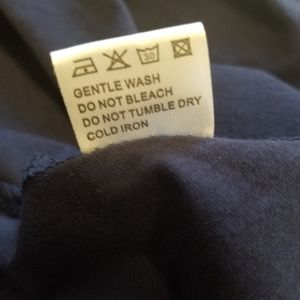 30
GENTLE WASH
DO NOT BLEACH
DO NOT TUMBLE DRY
COLD IRON